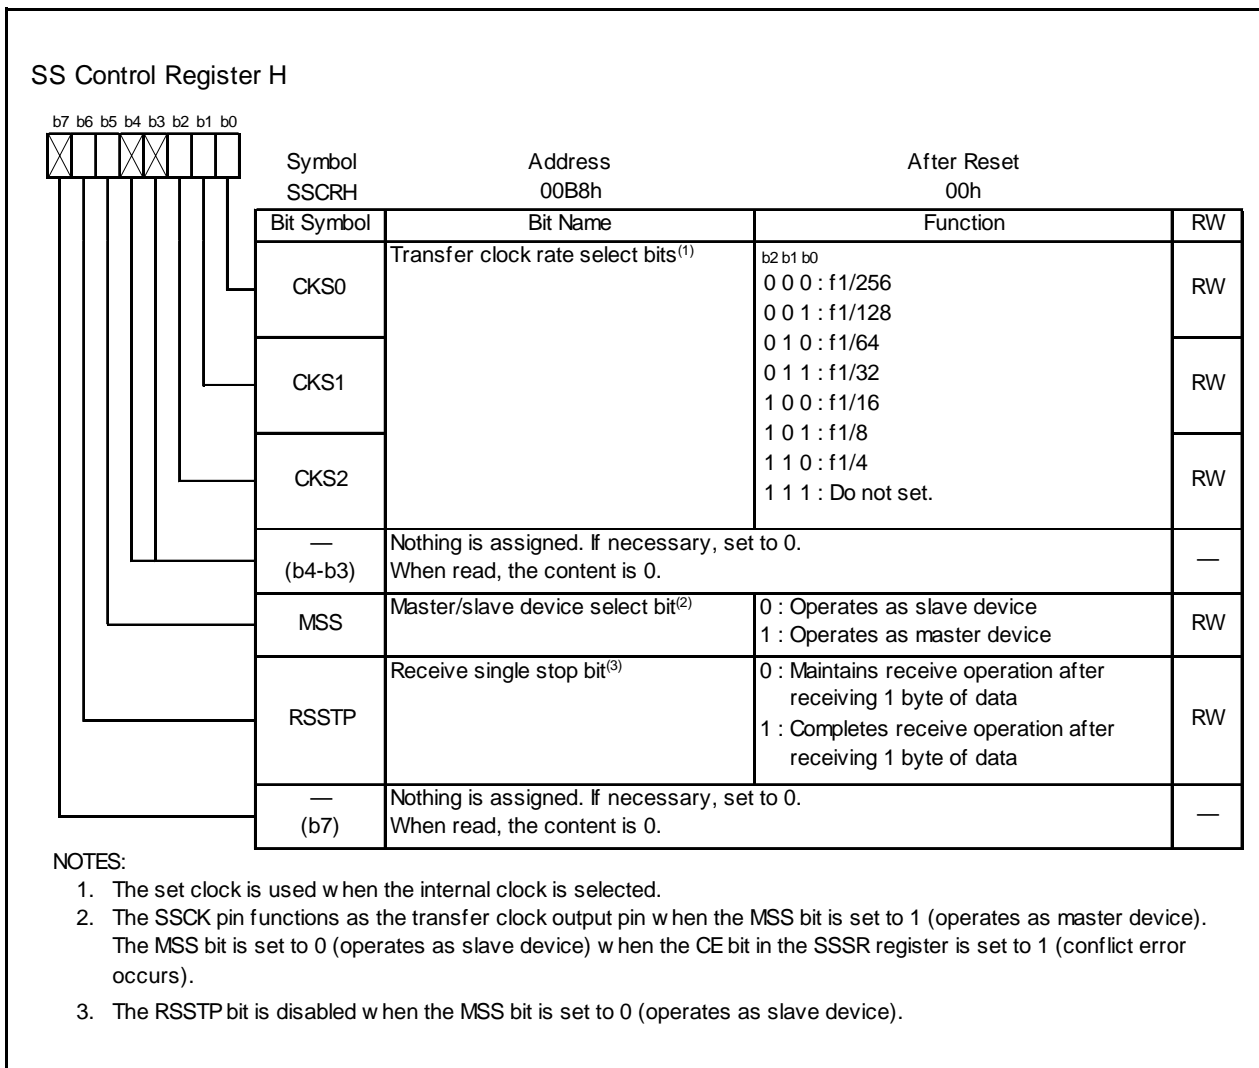 SS Control Register H
b7 b6 b5 b4 b3 b2 b1 b0
Symbol Address After Reset
SSCRH 00B8h 00h
Bit Symbol Bit Name Function RW
CKS0 Transfer clock rate select bits(1) b2 b1 b0 RW
0 0 0 : f1/256
0 0 1 : f1/128
0 1 0 : f1/64
CKS1 0 1 1 : f1/32 RW
1 0 0 : f1/16
1 0 1 : f1/8
CKS2 1 1 0 : f1/4 RW
1 1 1 : Do not set.
— Nothing is assigned. If necessary, set to 0. —
(b4-b3) When read, the content is 0.
MSS Master/slave device select bit(2) 0 : Operates as slave device RW
1 : Operates as master device
RSSTP Receive single stop bit(3) 0 : Maintains receive operation after RW
receiving 1 byte of data
1 : Completes receive operation after
receiving 1 byte of data
— Nothing is assigned. If necessary, set to 0. —
(b7) When read, the content is 0.
NOTES:
1. The set clock is used when the internal clock is selected.
2. The SSCK pin functions as the transfer clock output pin when the MSS bit is set to 1 (operates as master device).
The MSS bit is set to 0 (operates as slave device) when the CE bit in the SSSR register is set to 1 (conflict error
occurs).
3. The RSSTP bit is disabled when the MSS bit is set to 0 (operates as slave device).